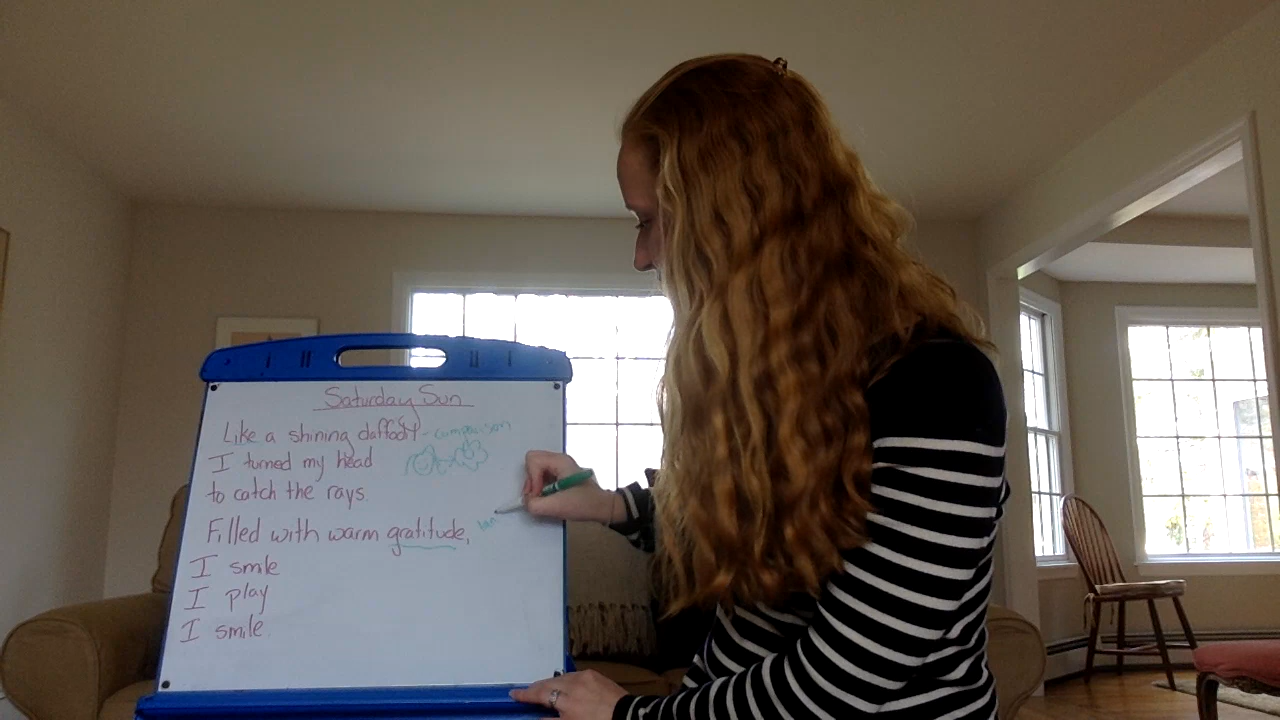 Saturday Sun
Like a shining daffodil - comparison
I turned my head
to catch the rays.
Filled with warm gratitude,
I smile
I play
I smile.